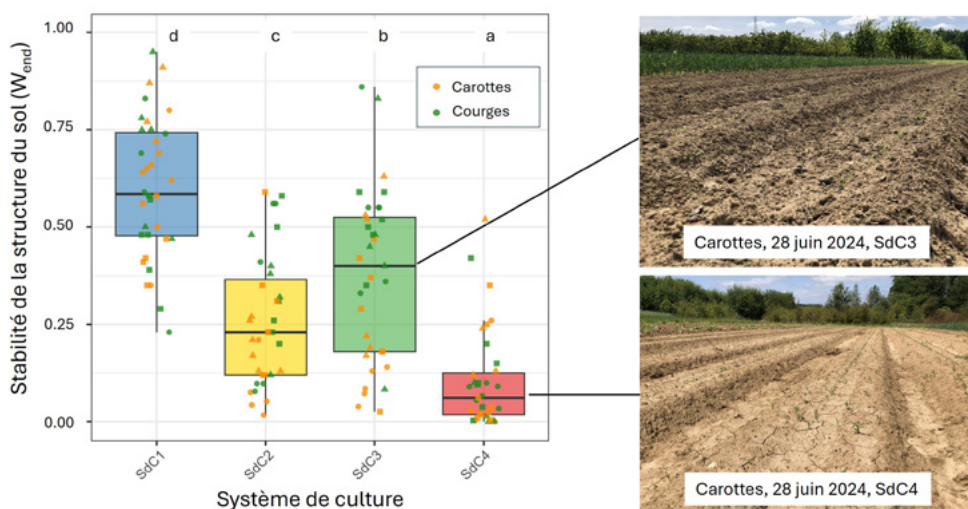 Stabilité de la structure du sol (Wend)
1.00
0.75
0.50
0.25
0.00
d c b a
Carottes
Courges
SdC1 SdC2 SdC3 SdC4
Système de culture
Carottes, 28 juin 2024, SdC3
Carottes, 28 juin 2024, SdC4